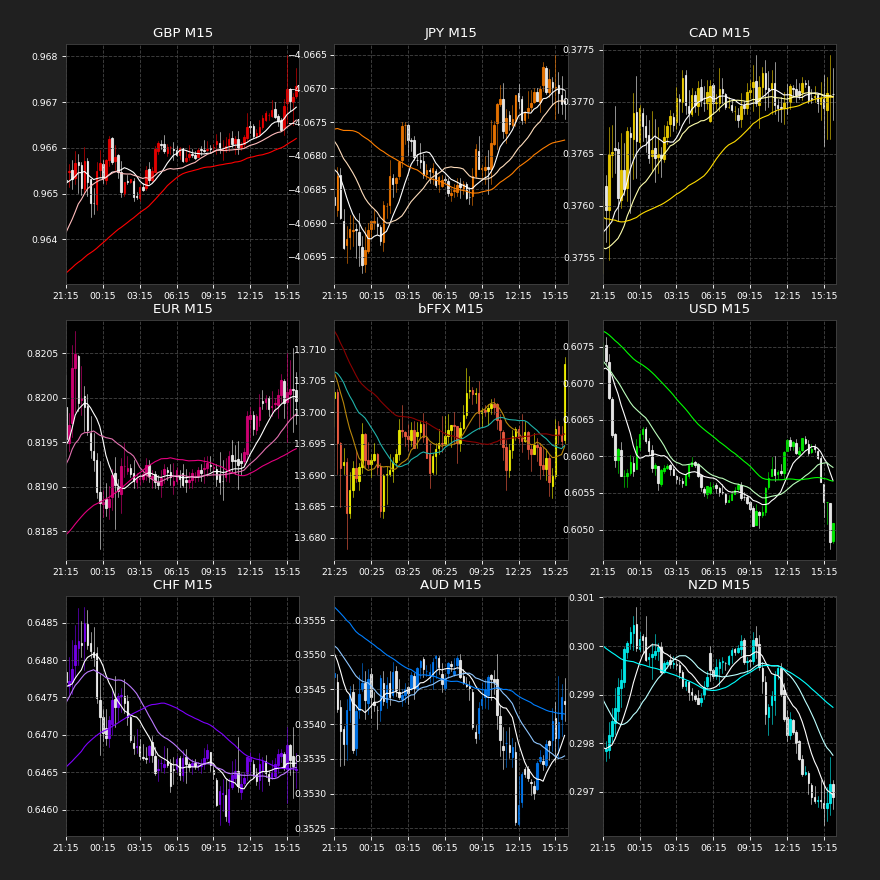 GBP M15
0.968
0.967
0.966
0.965
0.964
21:15 00:15 03:15 06:15 09:15 12:15 15:15
JPY M15
−4.0665
−4.0670
−4.0675
−4.0680
−4.0685
−4.0690
−4.0695
21:15 00:15 03:15 06:15 09:15 12:15 15:15
CAD M15
0.3775
0.3770
0.3765
0.3760
0.3755
21:15 00:15 03:15 06:15 09:15 12:15 15:15
EUR M15
0.8205
0.8200
0.8195
0.8190
0.8185
21:15 00:15 03:15 06:15 09:15 12:15 15:15
bFFX M15
13.710
13.705
13.700
13.695
13.690
13.685
13.680
21:25 00:25 03:25 06:25 09:25 12:25 15:25
USD M15
0.6075
0.6070
0.6065
0.6060
0.6055
0.6050
21:15 00:15 03:15 06:15 09:15 12:15 15:15
CHF M15
0.6485
0.6480
0.6475
0.6470
0.6465
0.6460
21:15 00:15 03:15 06:15 09:15 12:15 15:15
AUD M15
0.3555
0.3550
0.3545
0.3540
0.3535
0.3530
0.3525
21:15 00:15 03:15 06:15 09:15 12:15 15:15
NZD M15
0.301
0.300
0.299
0.298
0.297
21:15 00:15 03:15 06:15 09:15 12:15 15:15